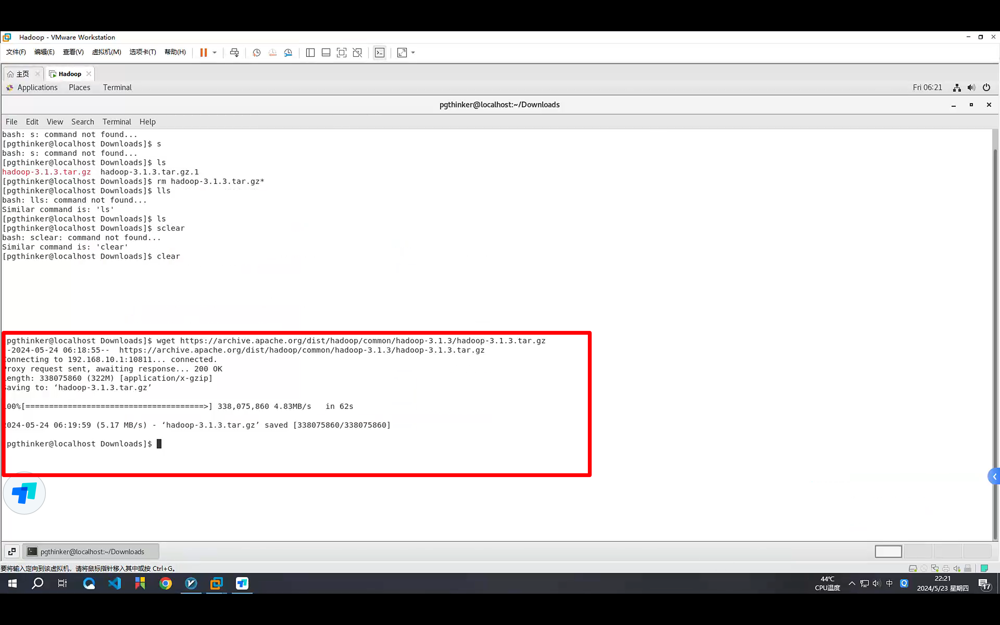 Hadoop - VMware Workstation
文件(F) 编辑(E) 查看(V) 虚拟机(M) 选项卡(T) 帮助(H)
主页 Hadoop
Applications Places Terminal Fri 06:21
pgthinker@localhost:~/Downloads
File Edit View Search Terminal Help
bash: s: command not found...
[pgthinker@localhost Downloads]$ s
bash: s: command not found...
[pgthinker@localhost Downloads]$ ls
hadoop-3.1.3.tar.gz hadoop-3.1.3.tar.gz.1
[pgthinker@localhost Downloads]$ rm hadoop-3.1.3.tar.gz*
[pgthinker@localhost Downloads]$ lls
bash: lls: command not found...
Similar command is: 'ls'
[pgthinker@localhost Downloads]$ ls
[pgthinker@localhost Downloads]$ sclear
bash: sclear: command not found...
Similar command is: 'clear'
[pgthinker@localhost Downloads]$ clear
pgthinker@localhost Downloads]$ wget https://archive.apache.org/dist/hadoop/common/hadoop-3.1.3/hadoop-3.1.3.tar.gz
-2024-05-24 06:18:55-- https://archive.apache.org/dist/hadoop/common/hadoop-3.1.3/hadoop-3.1.3.tar.gz
Connecting to 192.168.10.1:10811... connected.
Proxy request sent, awaiting response... 200 OK
Length: 338075860 (322M) [application/x-gzip]
Saving to: ‘hadoop-3.1.3.tar.gz’
100%[======================================>] 338,075,860 4.83MB/s in 62s
2024-05-24 06:19:59 (5.17 MB/s) - ‘hadoop-3.1.3.tar.gz’ saved [338075860/338075860]
pgthinker@localhost Downloads]$
pgthinker@localhost:~/Downloads
要将输入定向到该虚拟机，请将鼠标指针移入其中或按 Ctrl+G。
44℃
CPU温度
中
22:21
2024/5/23 星期四
17